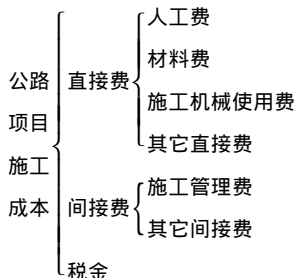 公路
项目
施工
成本
直接费
人工费
材料费
施工机械使用费
其它直接费
间接费
施工管理费
其它间接费
税金